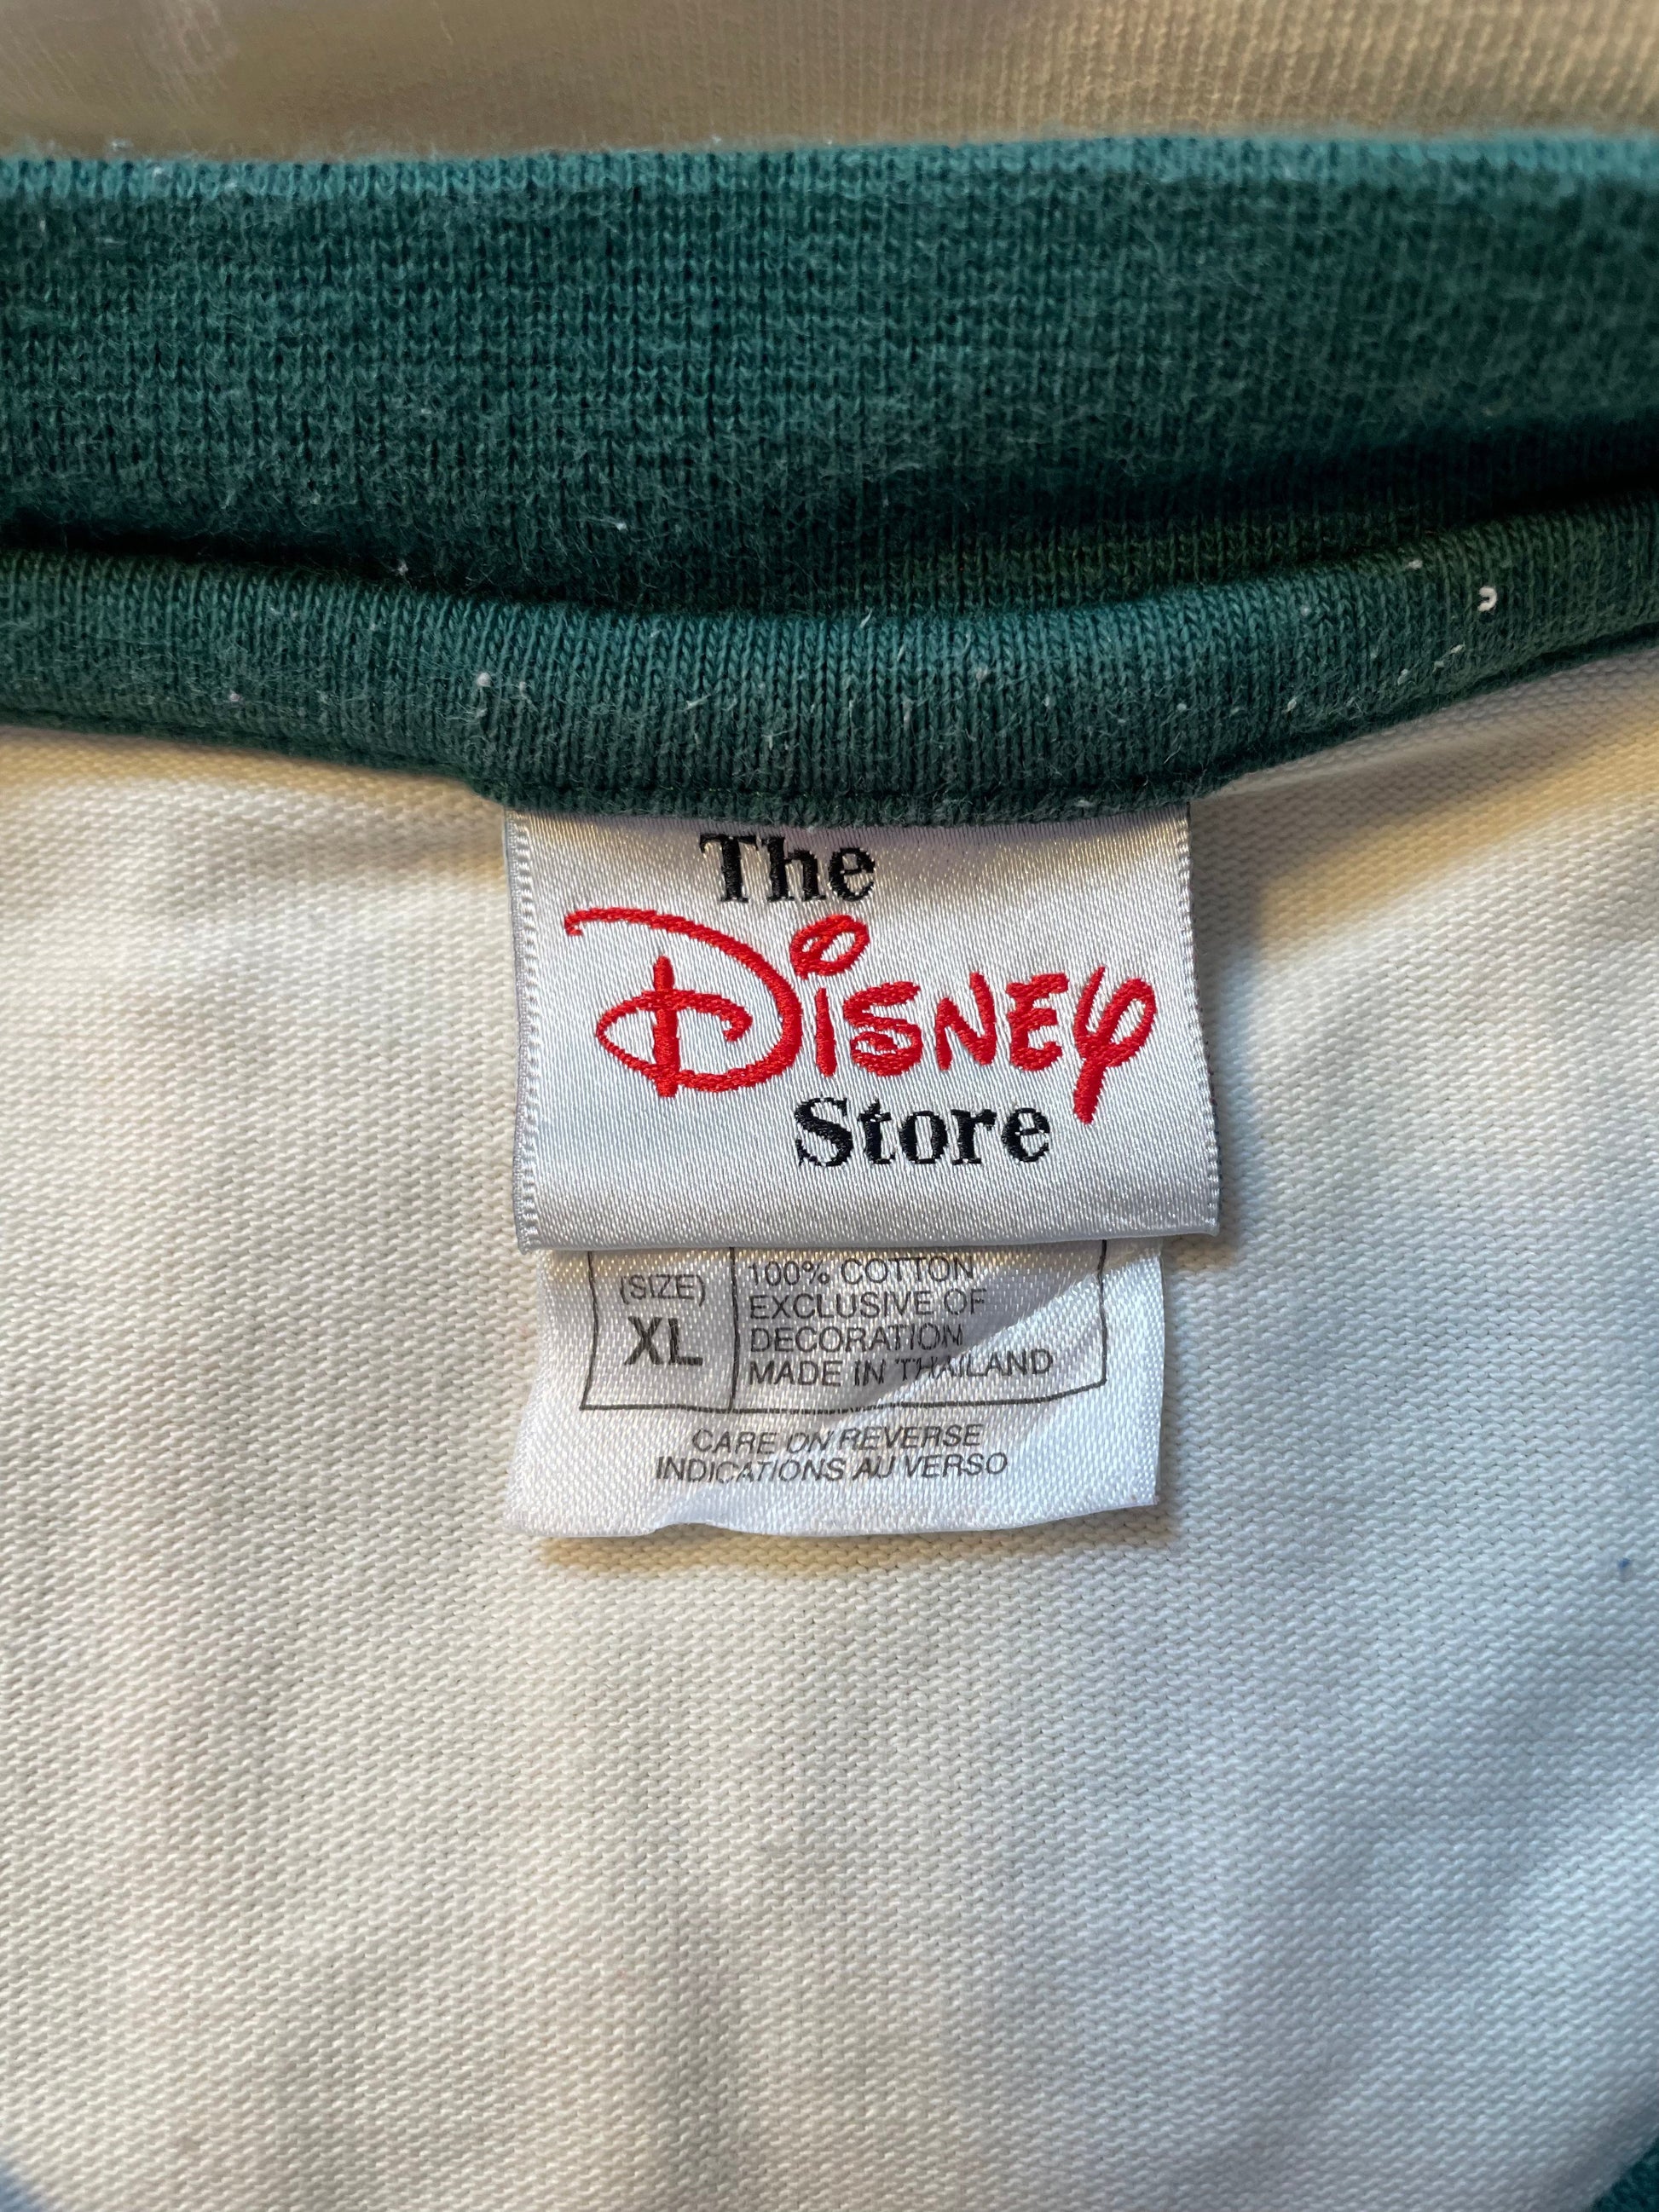 The
Disney
Store
(SIZE)
XL
100% COTTON
EXCLUSIVE OF
DECORATION
MADE IN THAILAND
CARE ON REVERSE
INDICATIONS AU VERSO